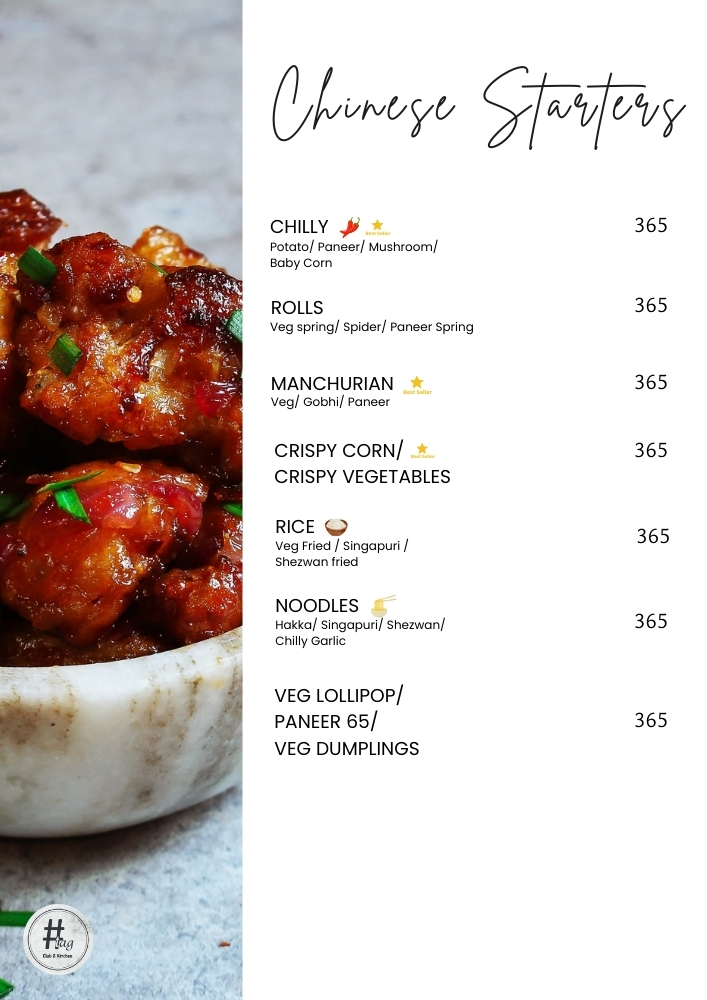 Chinese Starters
CHILLY
Best Seller
365
Potato/ Paneer/ Mushroom/
Baby Corn
ROLLS
365
Veg spring/ Spider/ Paneer Spring
MANCHURIAN
Best Seller
365
Veg/ Gobhi/ Paneer
CRISPY CORN/
Best Seller
365
CRISPY VEGETABLES
RICE
365
Veg Fried / Singapuri /
Shezwan fried
NOODLES
365
Hakka/ Singapuri/ Shezwan/
Chilly Garlic
VEG LOLLIPOP/
PANEER 65/
365
VEG DUMPLINGS
#tag
Club & Kitchen